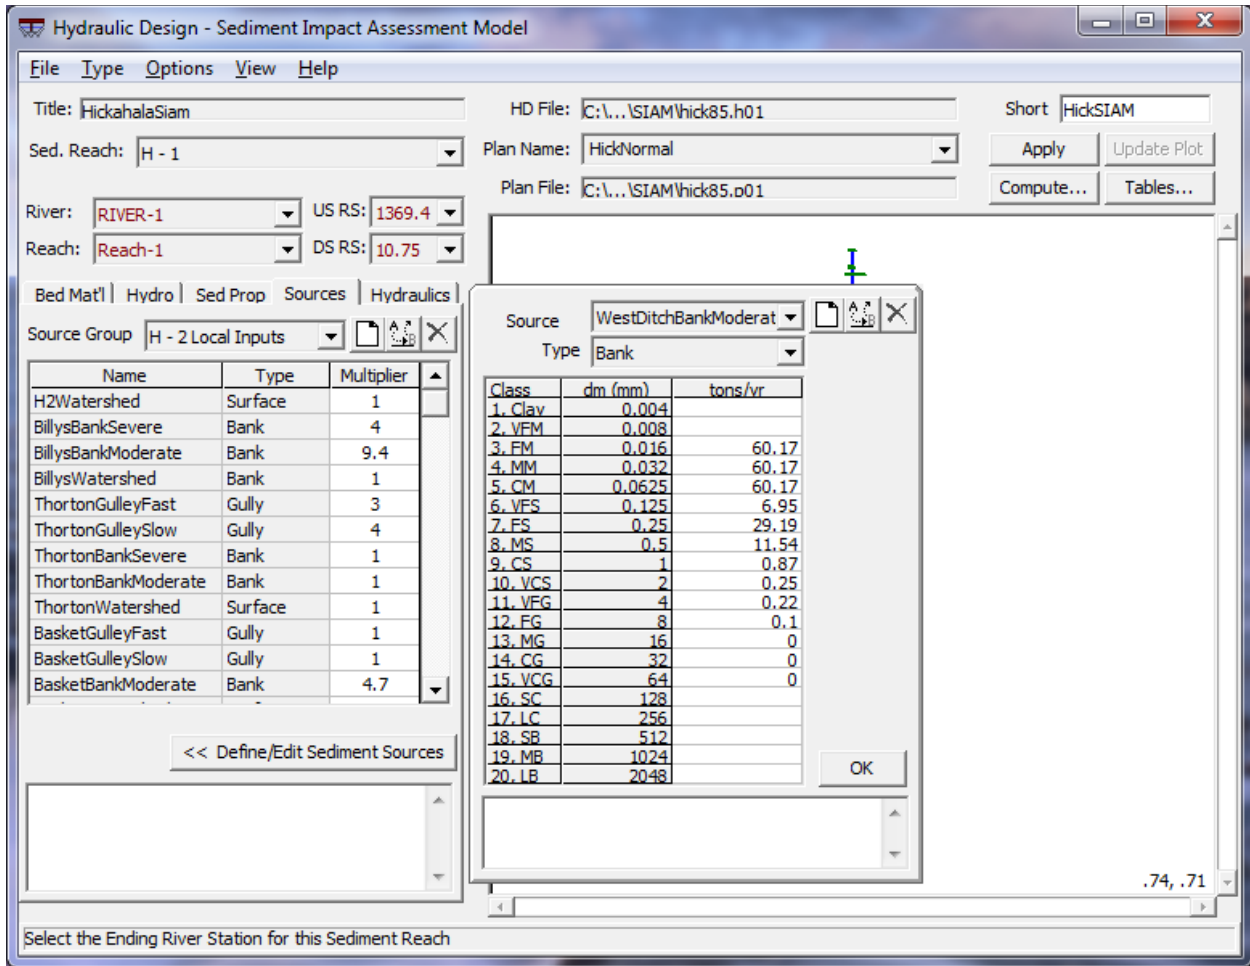 Hydraulic Design - Sediment Impact Assessment Model
File Type Options View Help
Title: HickahalaSiam
HD File: C:\...\SIAM\hick85.h01
Short HickSIAM
Sed. Reach: H - 1
Plan Name: HickNormal
Apply Update Plot
Plan File: C:\...\SIAM\hick85.p01
Compute... Tables...
River: RIVER-1 US RS: 1369.4
Reach: Reach-1 DS RS: 10.75
Bed Mat'l Hydro Sed Prop Sources Hydraulics
Source Group H - 2 Local Inputs
Name Type Multiplier
H2Watershed Surface 1
BillysBankSevere Bank 4
BillysBankModerate Bank 9.4
BillysWatershed Bank 1
ThortonGulleyFast Gully 3
ThortonGulleySlow Gully 4
ThortonBankSevere Bank 1
ThortonBankModerate Bank 1
ThortonWatershed Surface 1
BasketGulleyFast Gully 1
BasketGulleySlow Gully 1
BasketBankModerate Bank 4.7
<< Define/Edit Sediment Sources
Source WestDitchBankModerat
Type Bank
Class dm (mm) tons/yr
1. Clay 0.004
2. VFM 0.008
3. FM 0.016 60.17
4. MM 0.032 60.17
5. CM 0.0625 60.17
6. VFS 0.125 6.95
7. FS 0.25 29.19
8. MS 0.5 11.54
9. CS 1 0.87
10. VCS 2 0.25
11. VFG 4 0.22
12. FG 8 0.1
13. MG 16 0
14. CG 32 0
15. VCG 64 0
16. SC 128
17. LC 256
18. SB 512
19. MB 1024
20. LB 2048
OK
.74, .71
Select the Ending River Station for this Sediment Reach